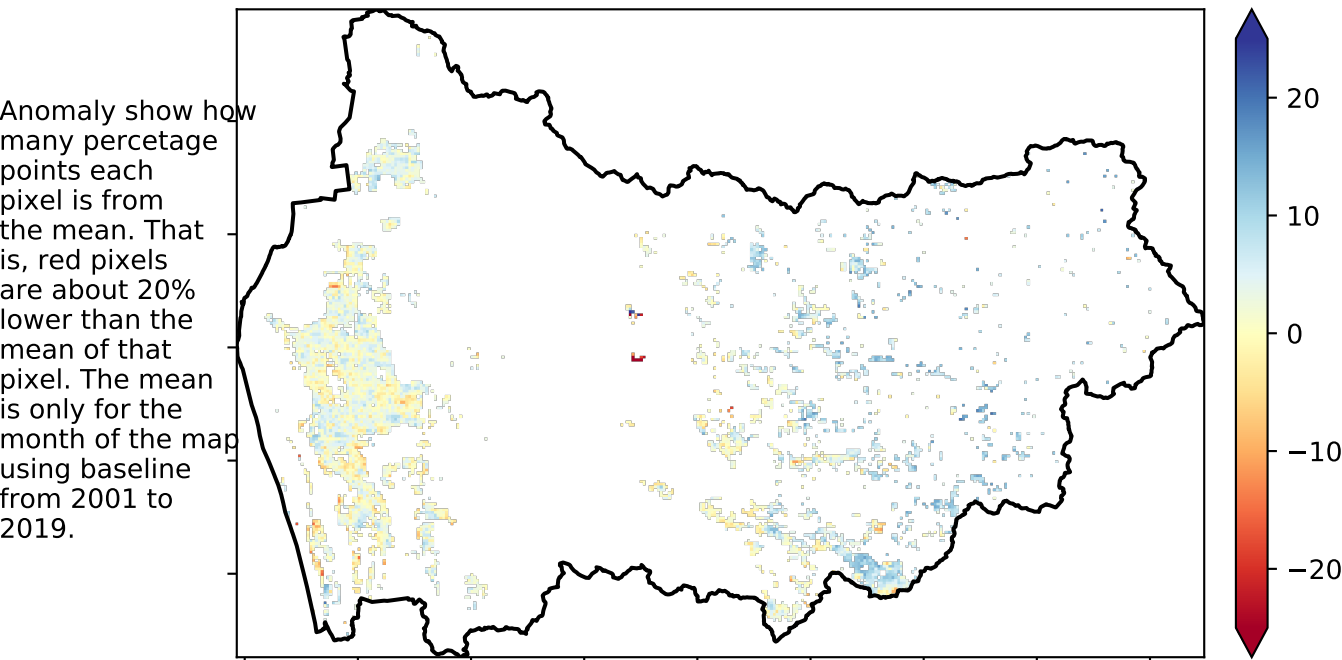 Anomaly show how
many percetage
points each
pixel is from
the mean. That
is, red pixels
are about 20%
lower than the
mean of that
pixel. The mean
is only for the
month of the map
using baseline
from 2001 to
2019.
20
10
0
−10
−20